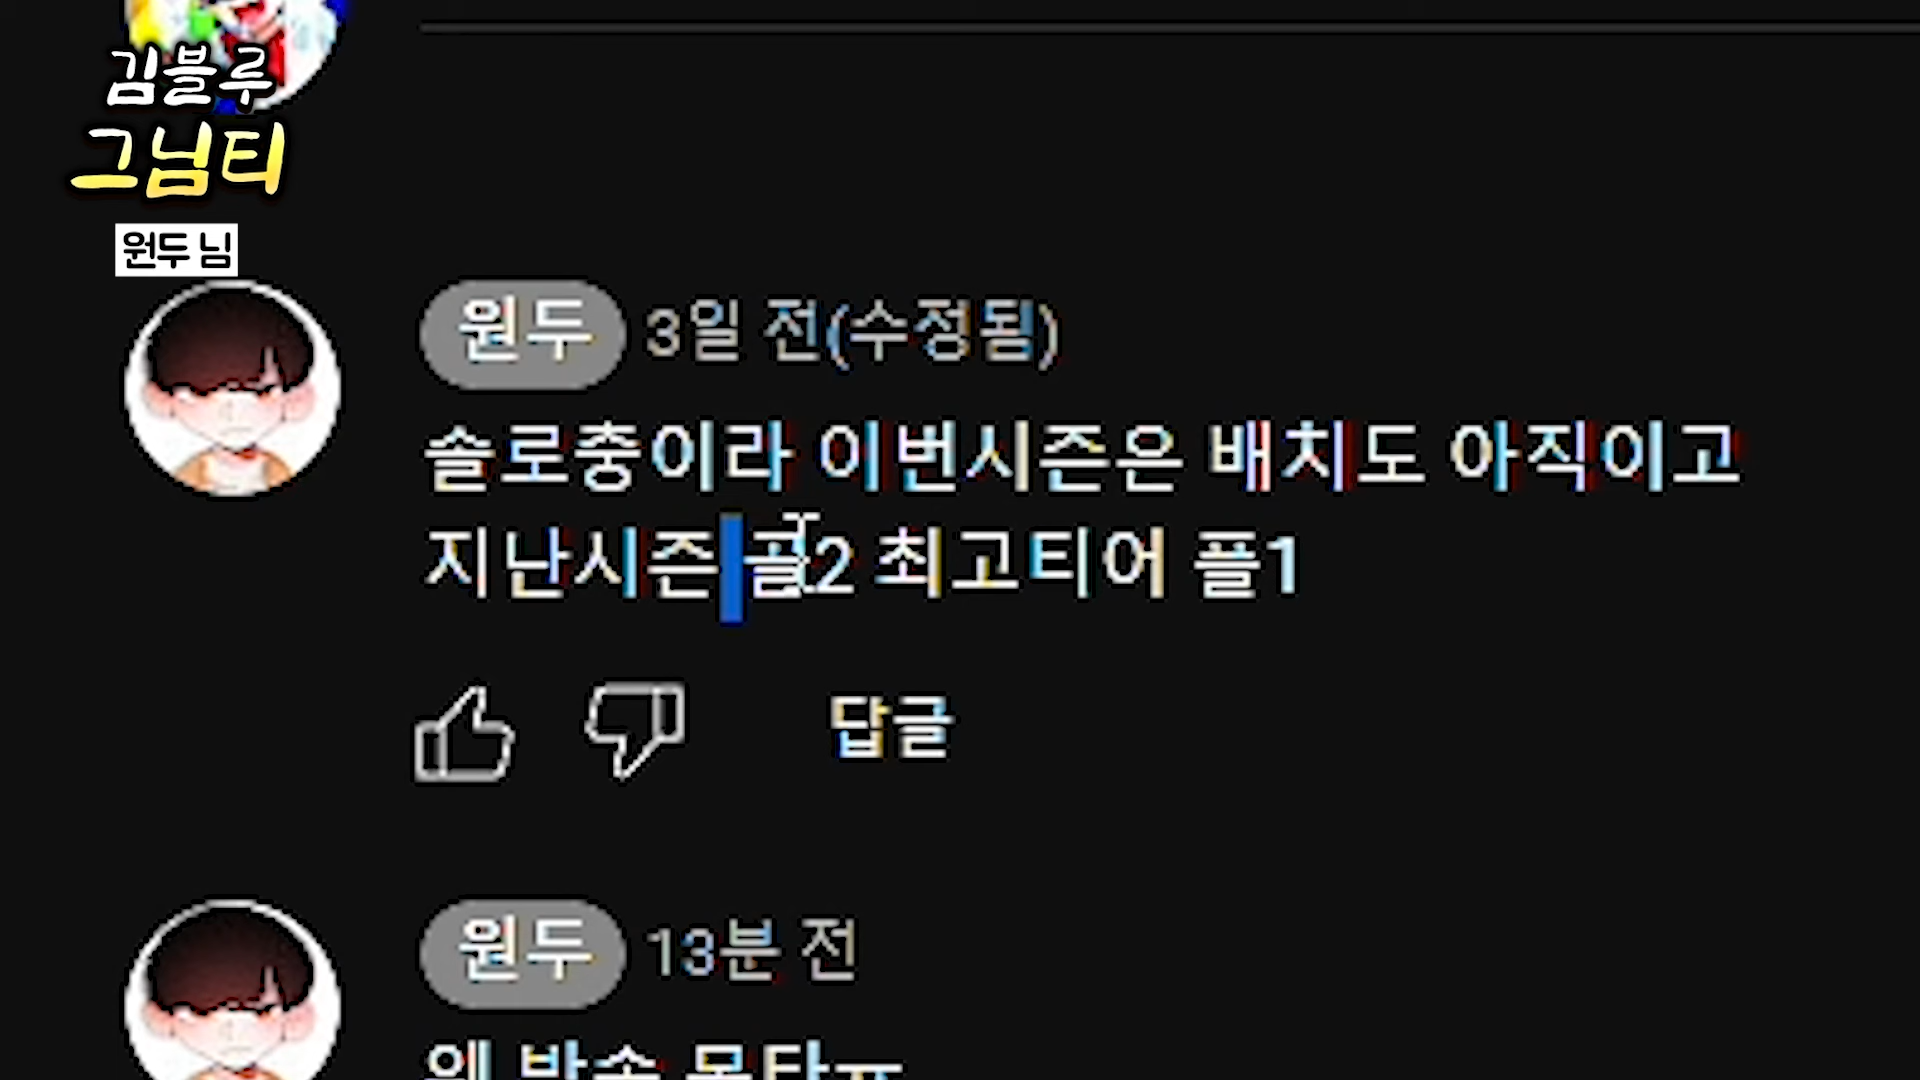 김블루
그님티
원두 님
원두 3일 전(수정됨)
솔로충이라 이번시즌은 배치도 아직이고
지난시즌 골2 최고티어 플1
답글
원두 13분 전